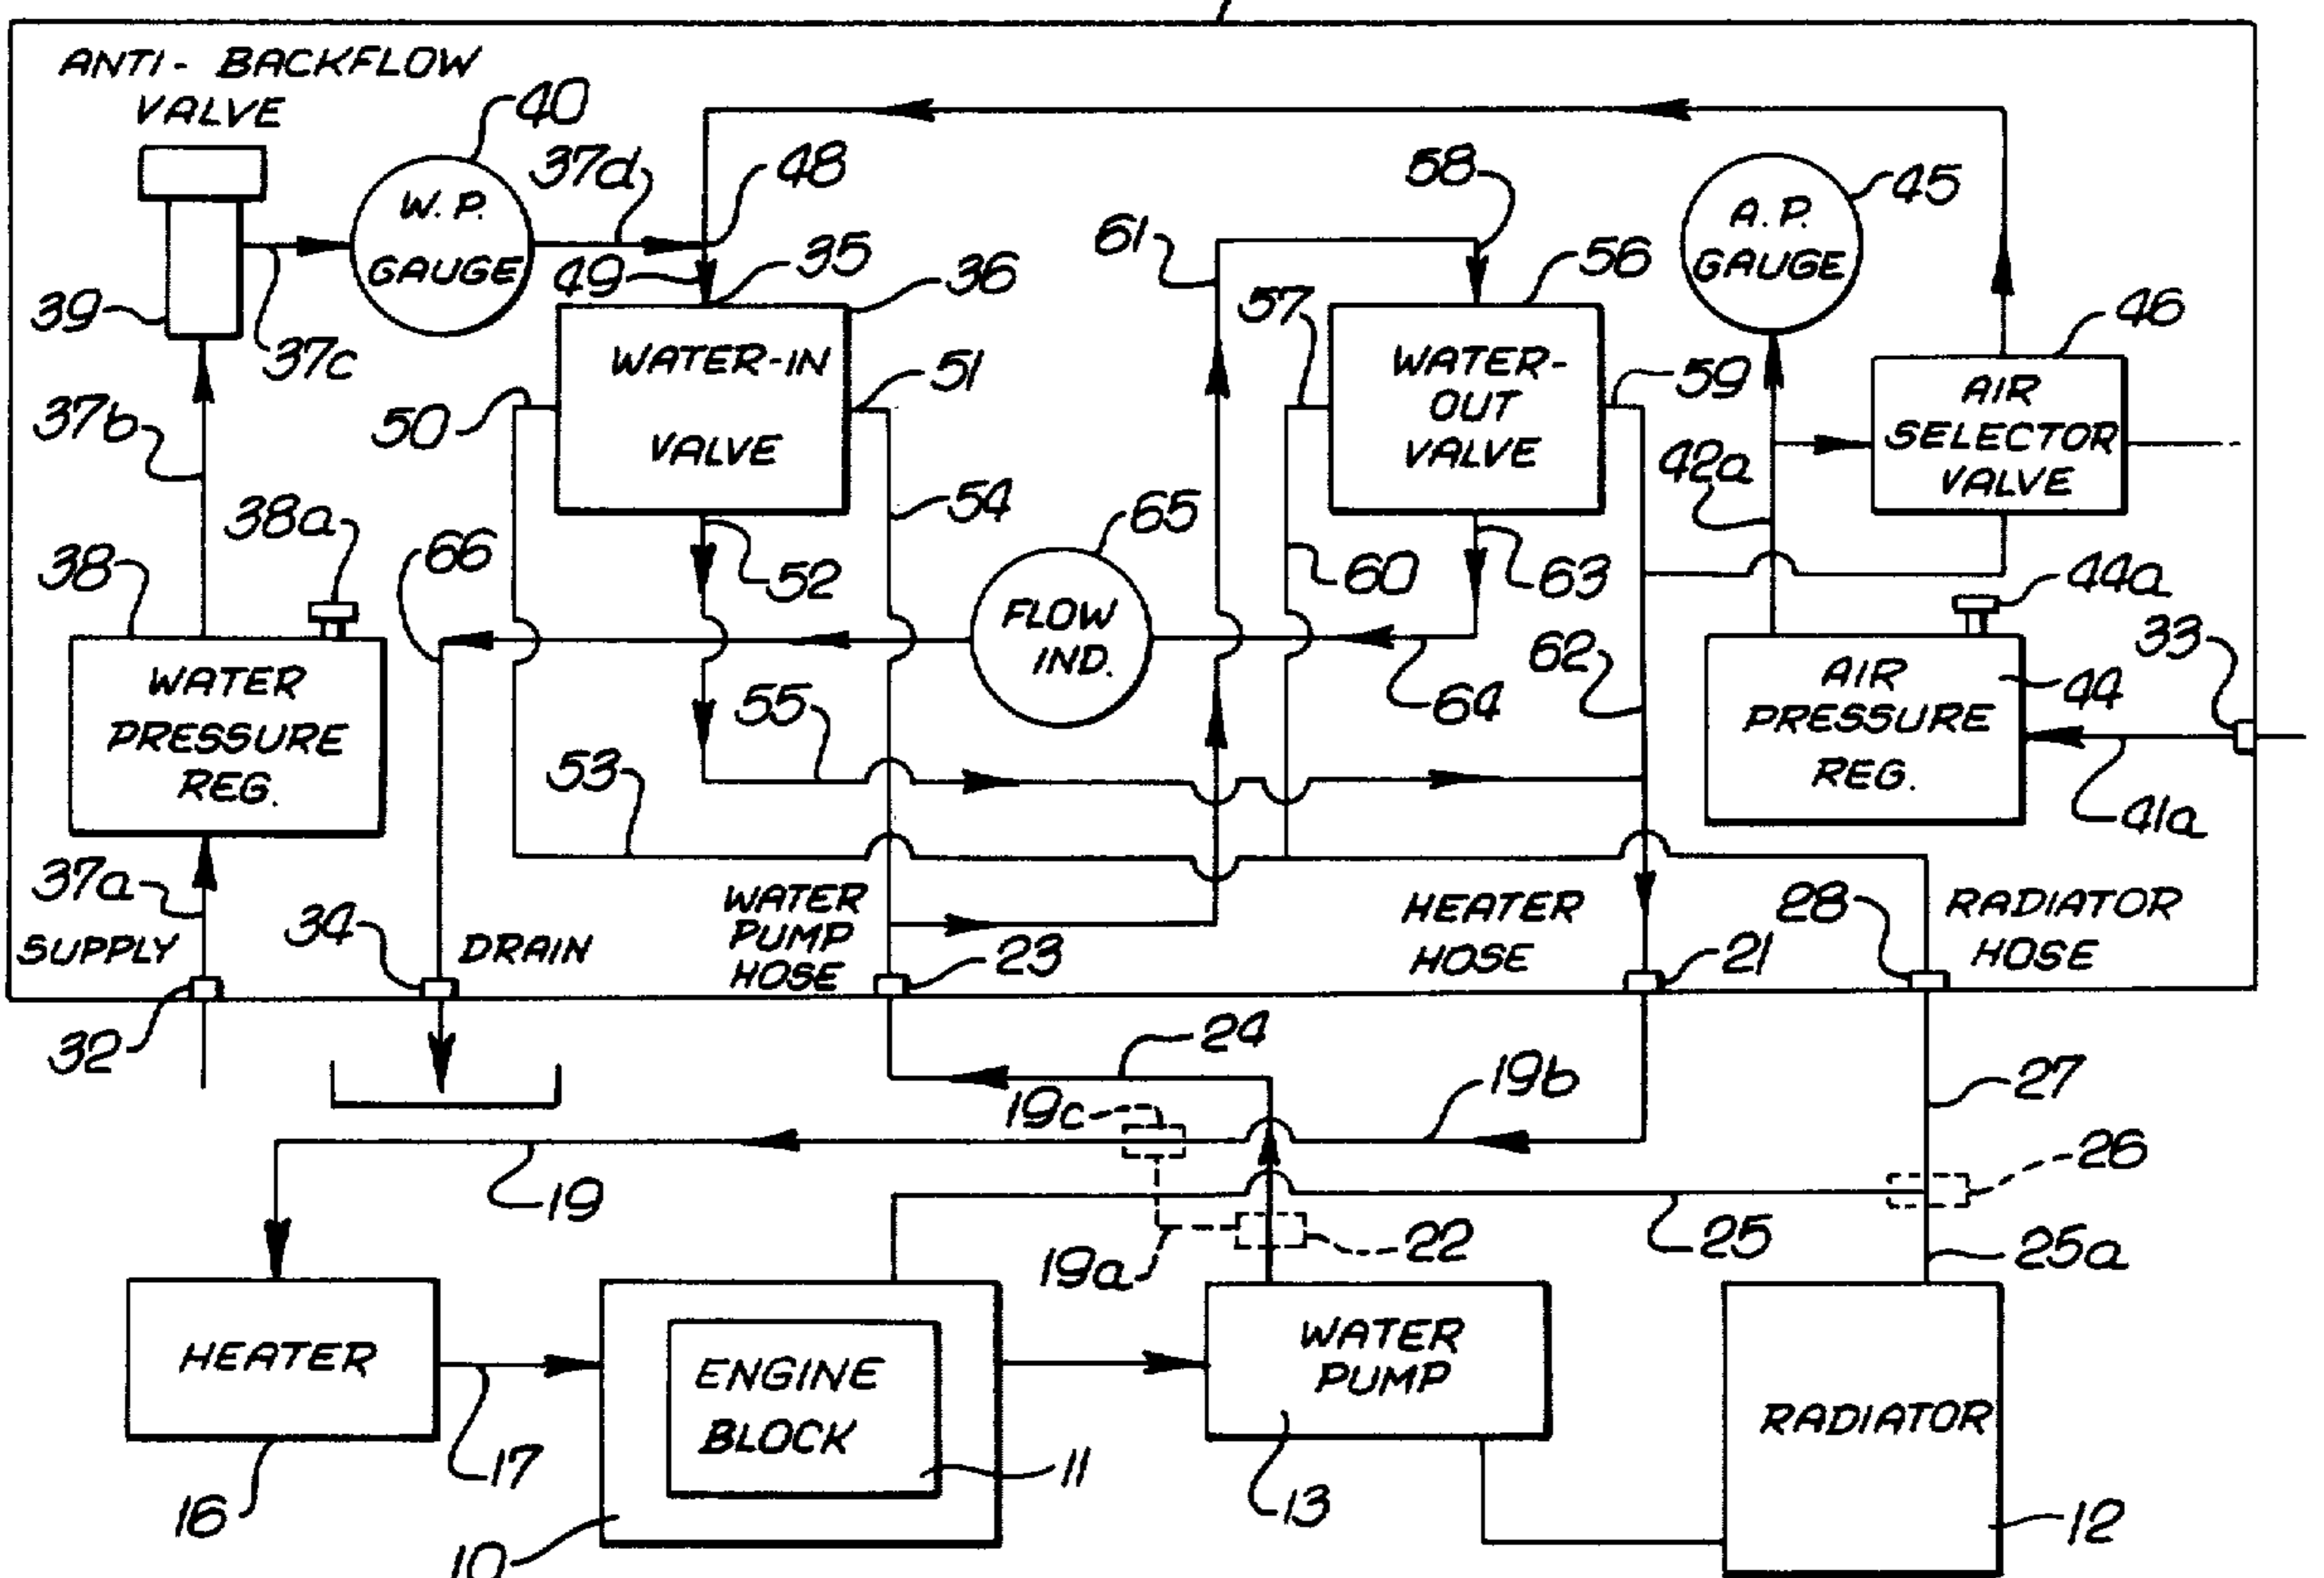 ANTI - BACKFLOW
VALVE
40
37d
48
W. P.
GAUGE
39
37c
49
35
36
58
61
57
56
45
A. P.
GAUGE
46
WATER-IN
VALVE
50
51
WATER-
OUT
VALVE
59
AIR
SELECTOR
VALVE
42a
37b
38a
38
66
52
54
65
60
63
44a
33
FLOW
IND.
62
64
WATER
PRESSURE
REG.
55
53
AIR
PRESSURE
REG.
44
41a
37a
SUPPLY
34
DRAIN
WATER
PUMP
HOSE
23
HEATER
HOSE
21
28
RADIATOR
HOSE
32
24
19b
27
19c
19
19a
22
25
26
25a
HEATER
16
17
ENGINE
BLOCK
11
10
WATER
PUMP
13
RADIATOR
12